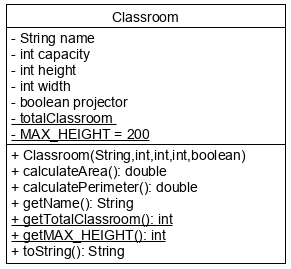 Classroom
- String name
- int capacity
- int height
- int width
- boolean projector
- totalClassroom
- MAX_HEIGHT = 200
+ Classroom(String,int,int,int,boolean)
+ calculateArea(): double
+ calculatePerimeter(): double
+ getName(): String
+ getTotalClassroom(): int
+ getMAX_HEIGHT(): int
+ toString(): String